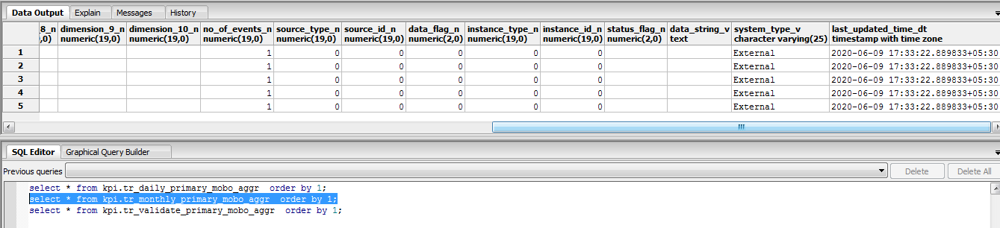 Data Output Explain Messages History
8_n dimension_9_n dimension_10_n no_of_events_n source_type_n source_id_n data_flag_n instance_type_n instance_id_n status_flag_n data_string_v system_type_v last_updated_time_dt
,0) numeric(19,0) numeric(19,0) numeric(19,0) numeric(19,0) numeric(19,0) numeric(2,0) numeric(19,0) numeric(19,0) numeric(2,0) text character varying(25) timestamp with time zone
1 1 0 0 0 0 0 External 2020-06-09 17:33:22.889833+05:30
2 1 0 0 0 0 0 External 2020-06-09 17:33:22.889833+05:30
3 1 0 0 0 0 0 External 2020-06-09 17:33:22.889833+05:30
4 1 0 0 0 0 0 External 2020-06-09 17:33:22.889833+05:30
5 1 0 0 0 0 0 External 2020-06-09 17:33:22.889833+05:30
SQL Editor Graphical Query Builder
Previous queries Delete Delete All
select * from kpi.tr_daily_primary_mobo_aggr order by 1;
select * from kpi.tr_monthly_primary_mobo_aggr order by 1;
select * from kpi.tr_validate_primary_mobo_aggr order by 1;